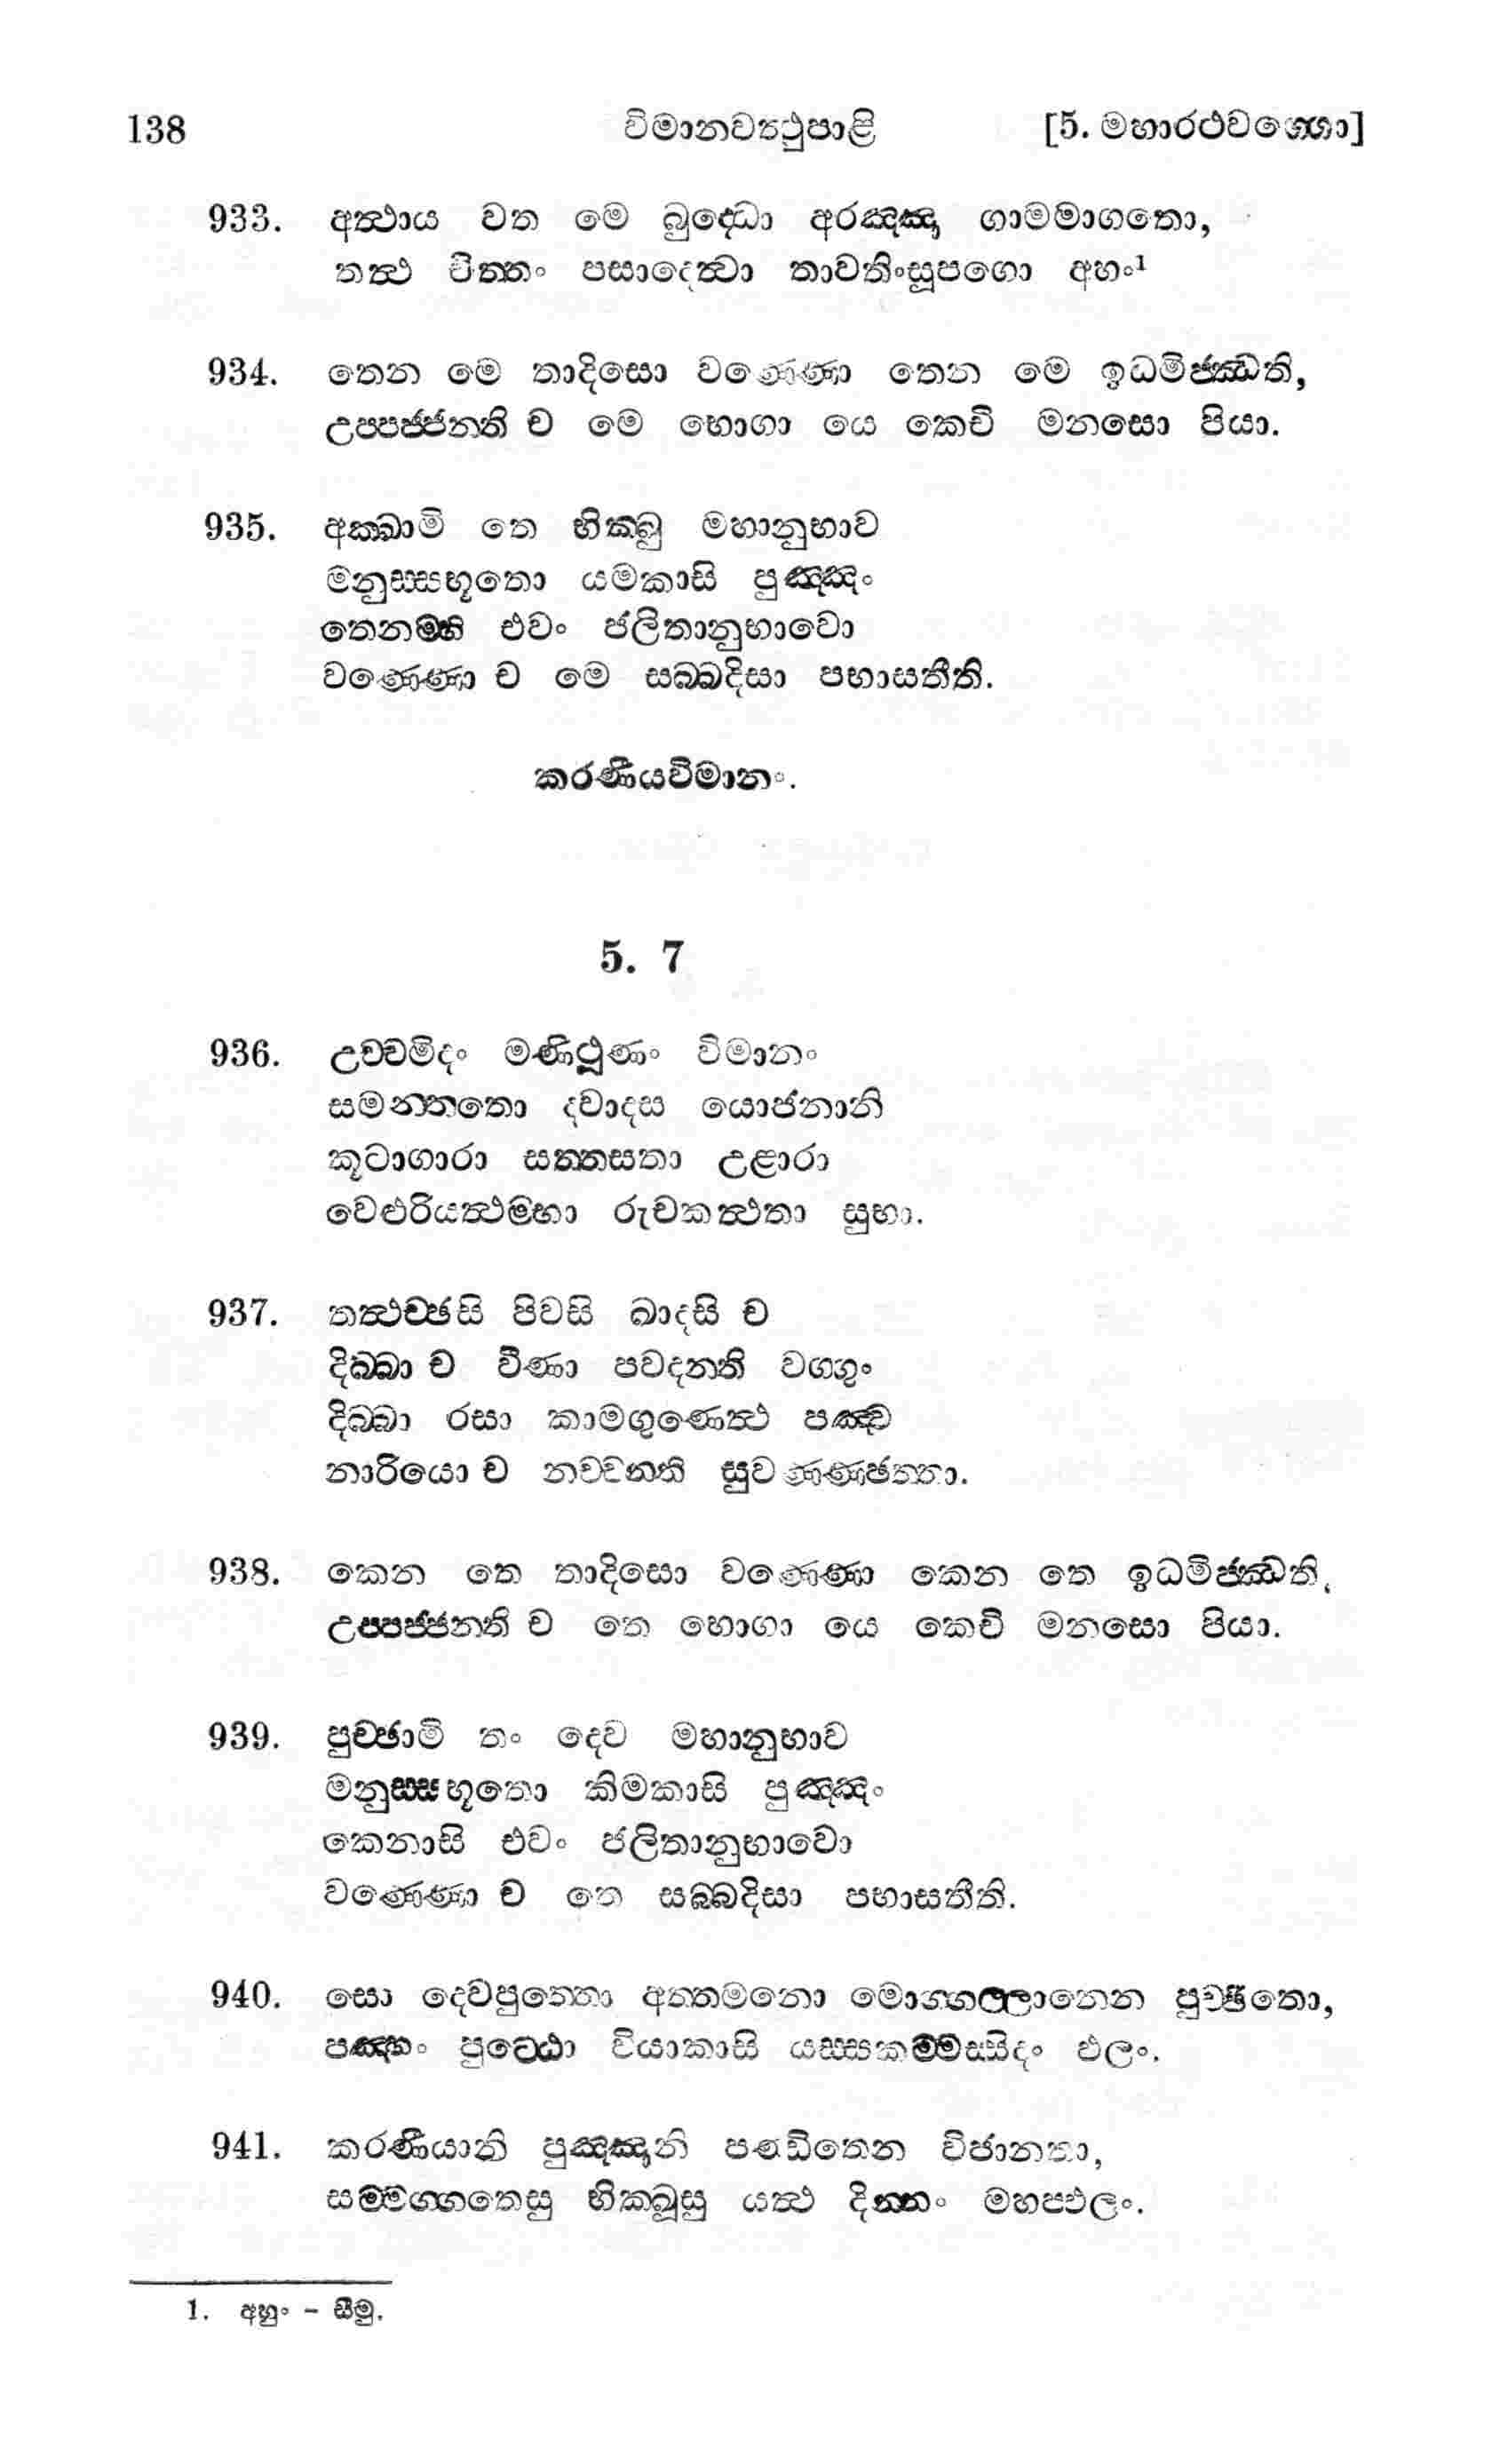 138 විමානවත්‍ථුපාළි [5. මහාරථවග්ගො]
933. අත්‍ථාය වත මෙ බුද්ධො අරඤ්ඤා ගාමමාගතො,
තත්‍ථ චිත්තං පසාදෙත්‍වා තාවතිංසූපගො අහං¹
934. තෙන මෙ තාදිසො වණ්ණො තෙන මෙ ඉධමිජ්ඣති,
උප්පජ්ජන්ති ච මෙ භොගා යෙ කෙචි මනසො පියා.
935. අක්ඛාමි තෙ භික්ඛු මහානුභාව
මනුස්සභූතො යමකාසි පුඤ්ඤං
තෙනම්හි එවං ජලිතානුභාවො
වණ්ණො ච මෙ සබ්බදිසා පභාසතීති.
කරණීයවිමානං.
5. 7
936. උච්චමිදං මණිථූණං විමානං
සමන්තතො ද්වාදස යොජනානි
කූටාගාරා සත්තසතා උළාරා
වෙළුරියත්‍ථම්භා රුචකත්‍ථතා සුභා.
937. තත්‍ථච්ඡසි පිවසි ඛාදසි ච
දිබ්බා ච වීණා පවදන්ති වග්ගුං
දිබ්බා රසා කාමගුණෙත්‍ථ පඤ්ච
නාරියො ච නච්චන්ති සුවණ්ණඡන්නා.
938. කෙන තෙ තාදිසො වණ්ණො කෙන තෙ ඉධමිජ්ඣති,
උප්පජ්ජන්ති ච තෙ භොගා යෙ කෙචි මනසො පියා.
939. පුච්ඡාමි තං දෙව මහානුභාව
මනුස්සභූතො කිමකාසි පුඤ්ඤං
කෙනාසි එවං ජලිතානුභාවො
වණ්ණො ච තෙ සබ්බදිසා පභාසතීති.
940. සො දෙවපුත්තො අත්තමනො මොග්ගල්ලානෙන පුච්ඡිතො,
පඤ්හං පුට්ඨො වියාකාසි යස්සකම්මස්සිදං ඵලං.
941. කරණීයානි පුඤ්ඤානි පණ්ඩිතෙන විජානතා,
සම්මග්ගතෙසු භික්ඛූසු යත්‍ථ දින්නං මහප්ඵලං.
1. අහුං - සීමු.